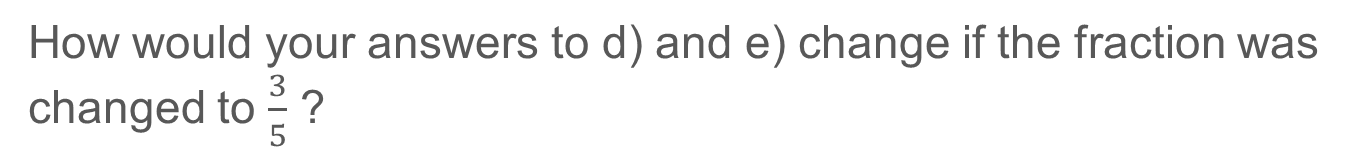 How would your answers to d) and e) change if the fraction was
changed to 3/5 ?